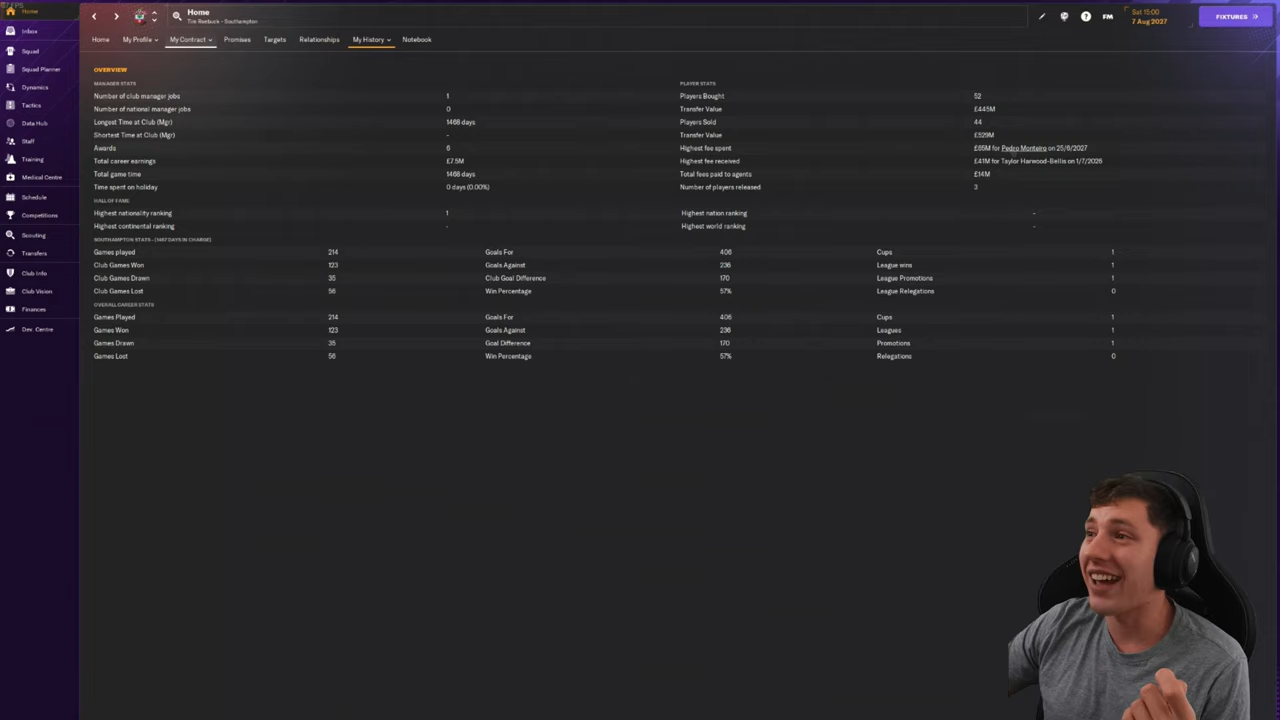 FPS
Home
Inbox
Squad
Squad Planner
Dynamics
Tactics
Data Hub
Staff
Training
Medical Centre
Schedule
Competitions
Scouting
Transfers
Club Info
Club Vision
Finances
Dev. Centre
Home
Tim Roebuck - Southampton
FM
Sat 15:00
7 Aug 2027
FIXTURES
Home My Profile My Contract Promises Targets Relationships My History Notebook
OVERVIEW
MANAGER STATS
Number of club manager jobs 1
Number of national manager jobs 0
Longest Time at Club (Mgr) 1468 days
Shortest Time at Club (Mgr) -
Awards 6
Total career earnings £7.5M
Total game time 1468 days
Time spent on holiday 0 days (0.00%)
PLAYER STATS
Players Bought 52
Transfer Value £445M
Players Sold 44
Transfer Value £529M
Highest fee spent £65M for Pedro Monteiro on 25/6/2027
Highest fee received £41M for Taylor Harwood-Bellis on 1/7/2026
Total fees paid to agents £14M
Number of players released 3
HALL OF FAME
Highest nationality ranking 1 Highest nation ranking -
Highest continental ranking - Highest world ranking -
SOUTHAMPTON STATS - (1467 DAYS IN CHARGE)
Games played 214 Goals For 406 Cups 1
Club Games Won 123 Goals Against 236 League wins 1
Club Games Drawn 35 Club Goal Difference 170 League Promotions 1
Club Games Lost 56 Win Percentage 57% League Relegations 0
OVERALL CAREER STATS
Games Played 214 Goals For 406 Cups 1
Games Won 123 Goals Against 236 Leagues 1
Games Drawn 35 Goal Difference 170 Promotions 1
Games Lost 56 Win Percentage 57% Relegations 0